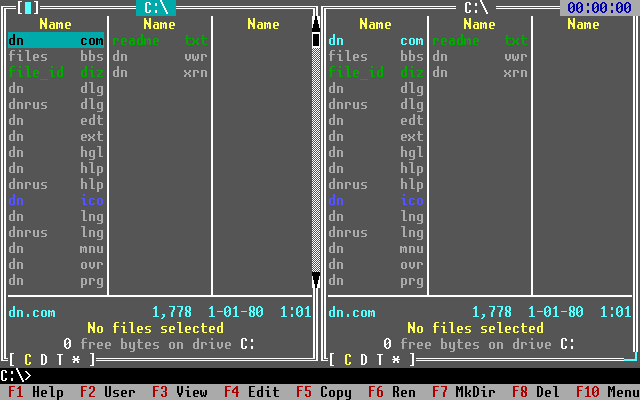 C:\ C:\ 00:00:00
Name Name Name Name Name Name
dn com readme txt dn com readme txt
files bbs dn vwr files bbs dn vwr
file_id diz dn xrn file_id diz dn xrn
dn dlg dn dlg
dnrus dlg dnrus dlg
dn edt dn edt
dn ext dn ext
dn hgl dn hgl
dn hlp dn hlp
dnrus hlp dnrus hlp
dn ico dn ico
dn lng dn lng
dnrus lng dnrus lng
dn mnu dn mnu
dn ovr dn ovr
dn prg dn prg
dn.com 1,778 1-01-80 1:01 dn.com 1,778 1-01-80 1:01
No files selected No files selected
0 free bytes on drive C: 0 free bytes on drive C:
[ C D T * ] [ C D T * ]
C:\>
F1 Help F2 User F3 View F4 Edit F5 Copy F6 Ren F7 MkDir F8 Del F10 Menu